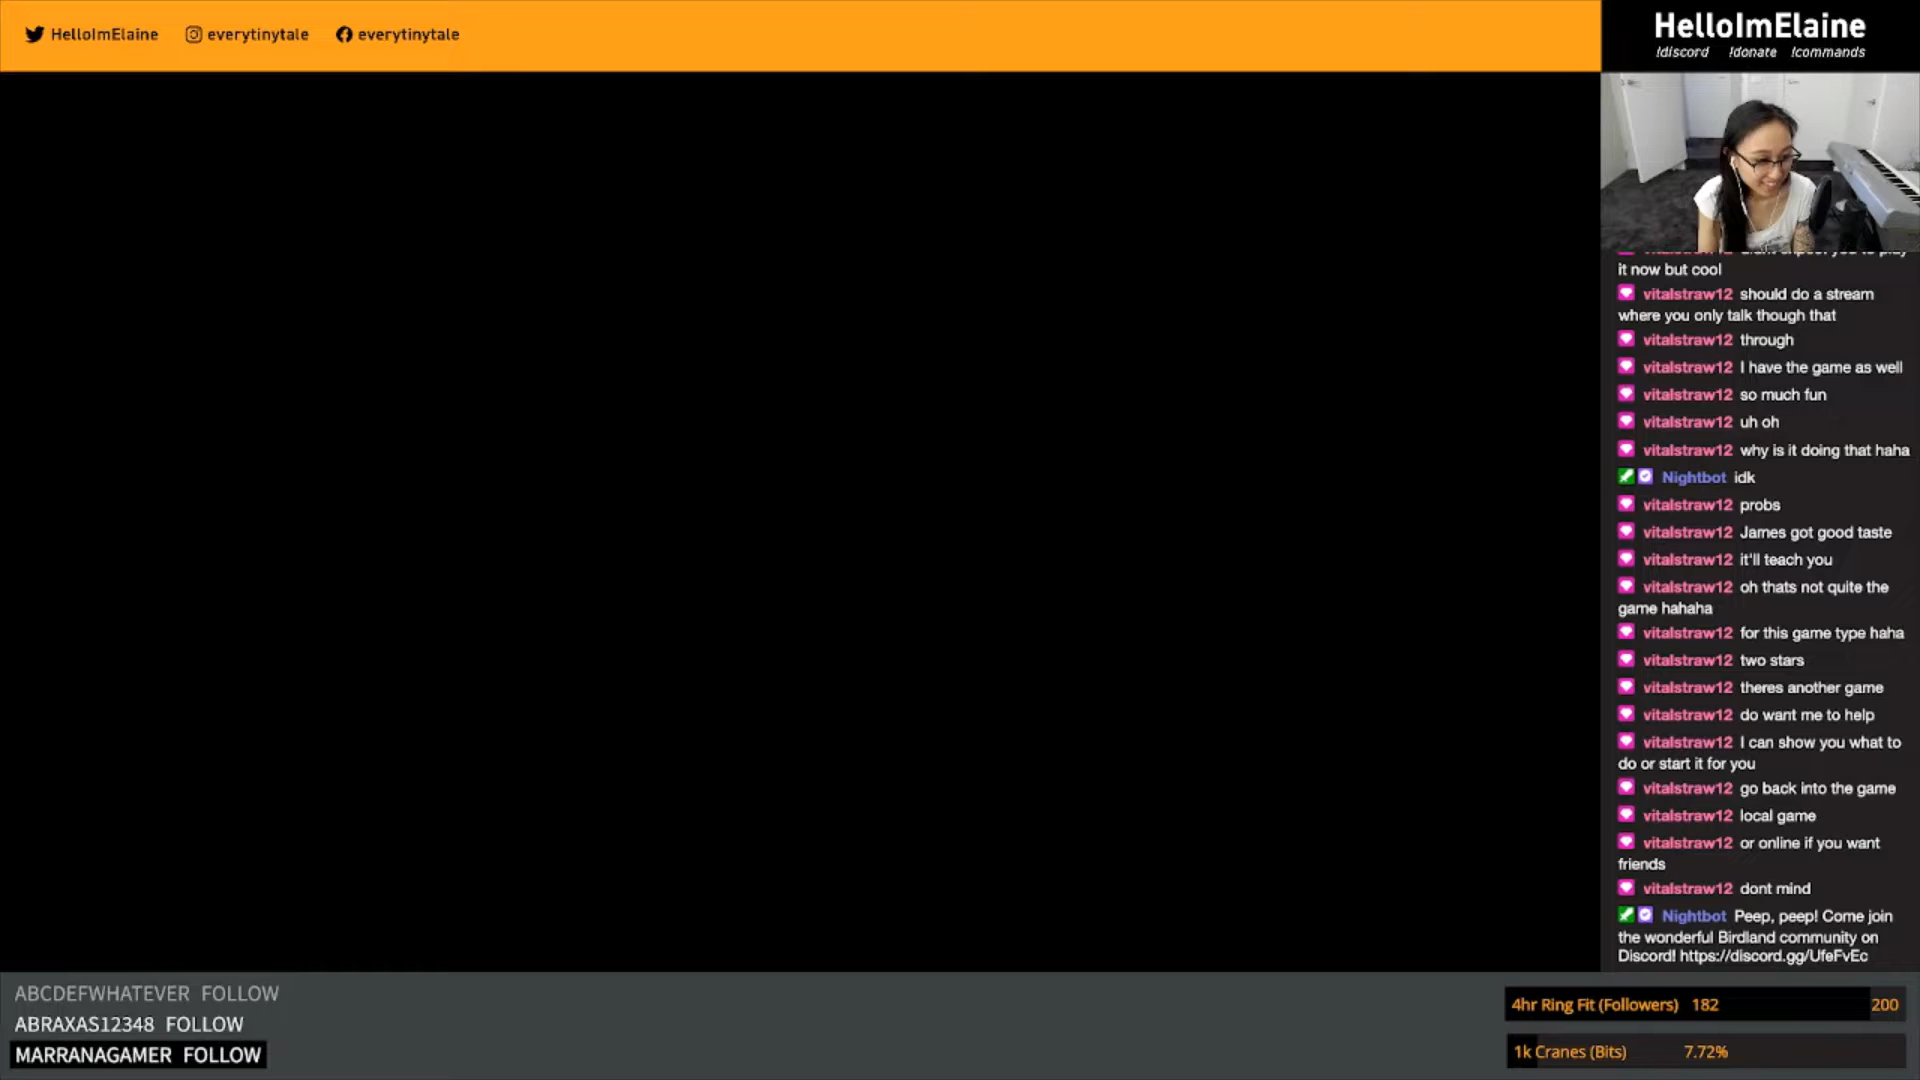 HelloImElaine everytinytale everytinytale
HelloImElaine
!discord !donate !commands
it now but cool
vitalstraw12 should do a stream
where you only talk though that
vitalstraw12 through
vitalstraw12 I have the game as well
vitalstraw12 so much fun
vitalstraw12 uh oh
vitalstraw12 why is it doing that haha
Nightbot idk
vitalstraw12 probs
vitalstraw12 James got good taste
vitalstraw12 it'll teach you
vitalstraw12 oh thats not quite the
game hahaha
vitalstraw12 for this game type haha
vitalstraw12 two stars
vitalstraw12 theres another game
vitalstraw12 do want me to help
vitalstraw12 I can show you what to
do or start it for you
vitalstraw12 go back into the game
vitalstraw12 local game
vitalstraw12 or online if you want
friends
vitalstraw12 dont mind
Nightbot Peep, peep! Come join
the wonderful Birdland community on
Discord! https://discord.gg/UfeFvEc
ABCDEFWHATEVER FOLLOW
ABRAXAS12348 FOLLOW
MARRANAGAMER FOLLOW
4hr Ring Fit (Followers) 182 200
1k Cranes (Bits) 7.72%